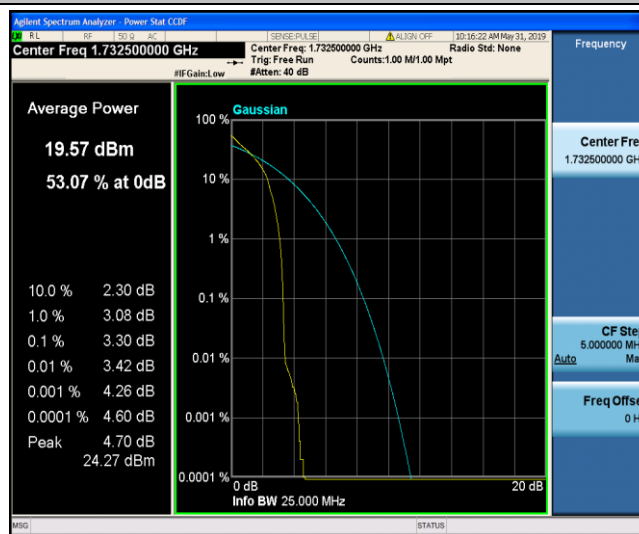 Agilent Spectrum Analyzer - Power Stat CCDF
RL RF 50 Ω AC SENSE:PULSE ALIGN OFF 10:16:22 AM May 31, 2019
Center Freq 1.732500000 GHz
Center Freq: 1.732500000 GHz Radio Std: None
Trig: Free Run Counts:1.00 M/1.00 Mpt
#IFGain:Low #Atten: 40 dB
Frequency
Average Power
19.57 dBm
53.07 % at 0dB
10.0 % 2.30 dB
1.0 % 3.08 dB
0.1 % 3.30 dB
0.01 % 3.42 dB
0.001 % 4.26 dB
0.0001 % 4.60 dB
Peak 4.70 dB
24.27 dBm
Gaussian
100 %
10 %
1 %
0.1 %
0.01 %
0.001 %
0.0001 %
0 dB 20 dB
Info BW 25.000 MHz
Center Fre
1.732500000 GH
CF Ste
5.000000 MH
Auto Ma
Freq Offse
0 H
MSG STATUS